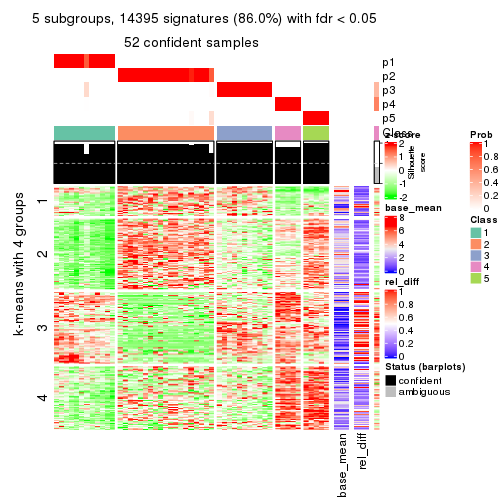 5 subgroups, 14395 signatures (86.0%) with fdr < 0.05
52 confident samples
p1
p2
p3
p4
p5
Class
Silhouette
score
k-means with 4 groups
1
2
3
4
base_mean
rel_diff
z-score
2
1
0
-1
-2
base_mean
8
6
4
2
0
rel_diff
1
0.8
0.6
0.4
0.2
0
Status (barplots)
confident
ambiguous
Prob
1
0.8
0.6
0.4
0.2
0
Class
1
2
3
4
5